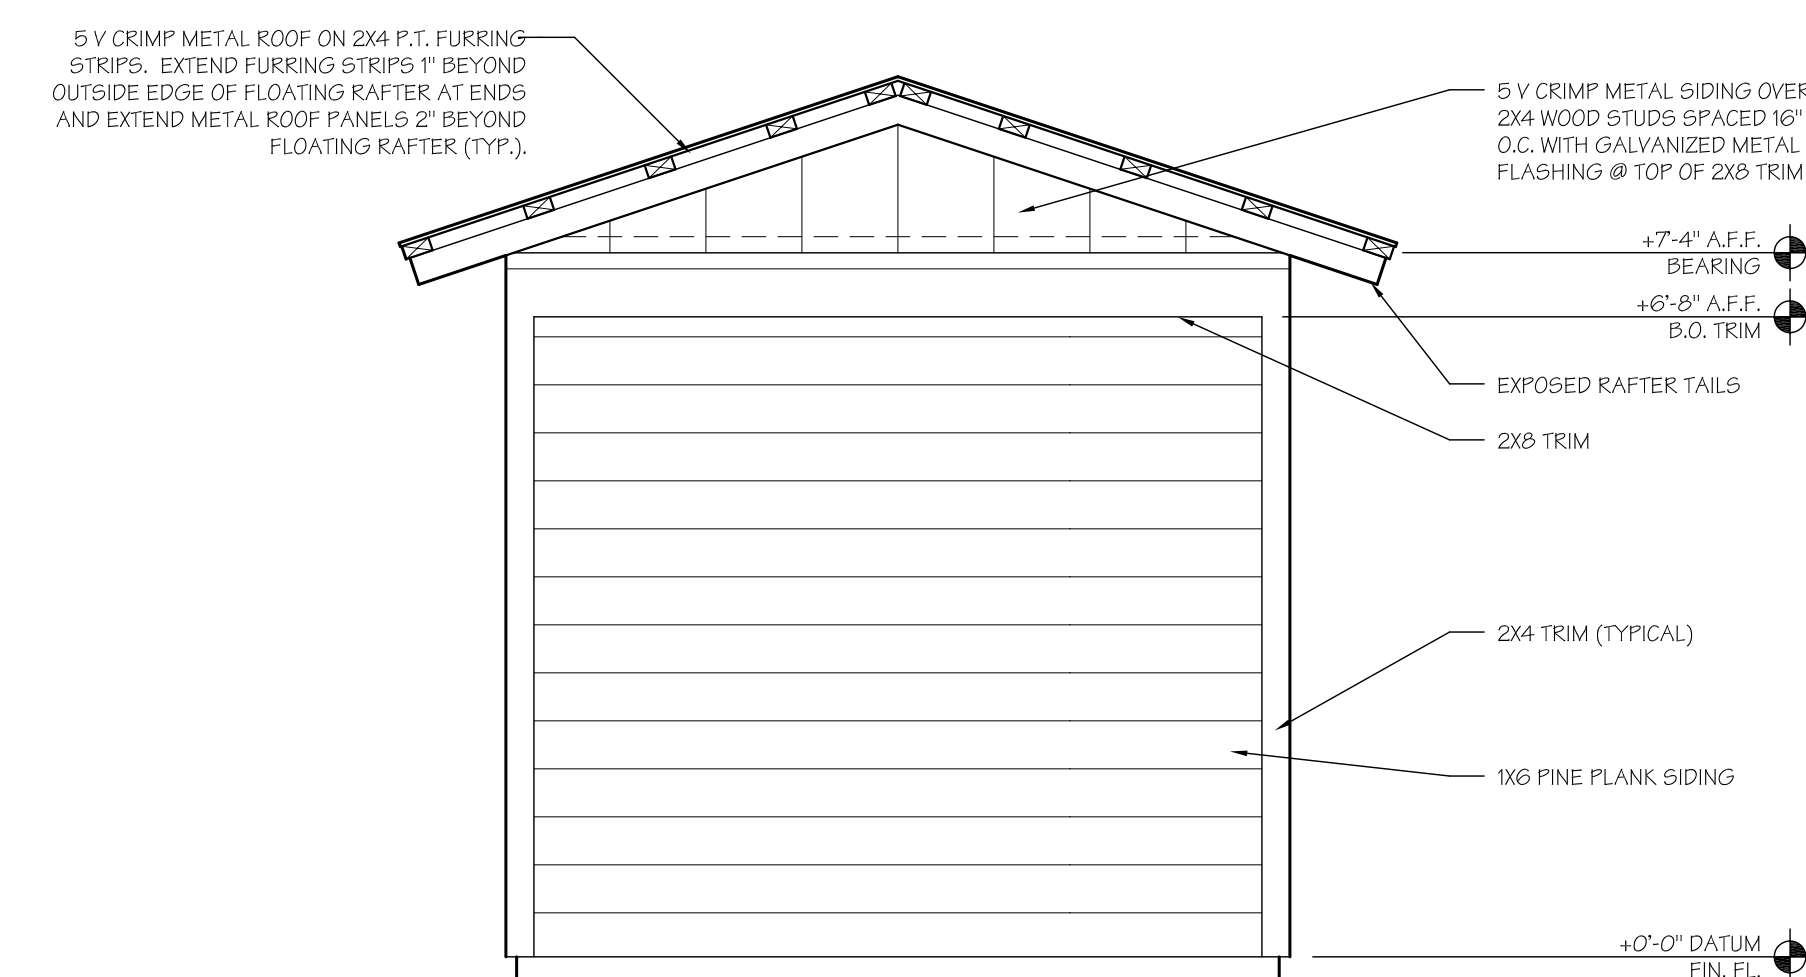 5 V CRIMP METAL ROOF ON 2X4 P.T. FURRING
STRIPS. EXTEND FURRING STRIPS 1" BEYOND
OUTSIDE EDGE OF FLOATING RAFTER AT ENDS
AND EXTEND METAL ROOF PANELS 2" BEYOND
FLOATING RAFTER (TYP.).
5 V CRIMP METAL SIDING OVER
2X4 WOOD STUDS SPACED 16"
O.C. WITH GALVANIZED METAL
FLASHING @ TOP OF 2X8 TRIM
+7'-4" A.F.F.
BEARING
+6'-8" A.F.F.
B.O. TRIM
EXPOSED RAFTER TAILS
2X8 TRIM
2X4 TRIM (TYPICAL)
1X6 PINE PLANK SIDING
+0'-0" DATUM
FIN. FL.